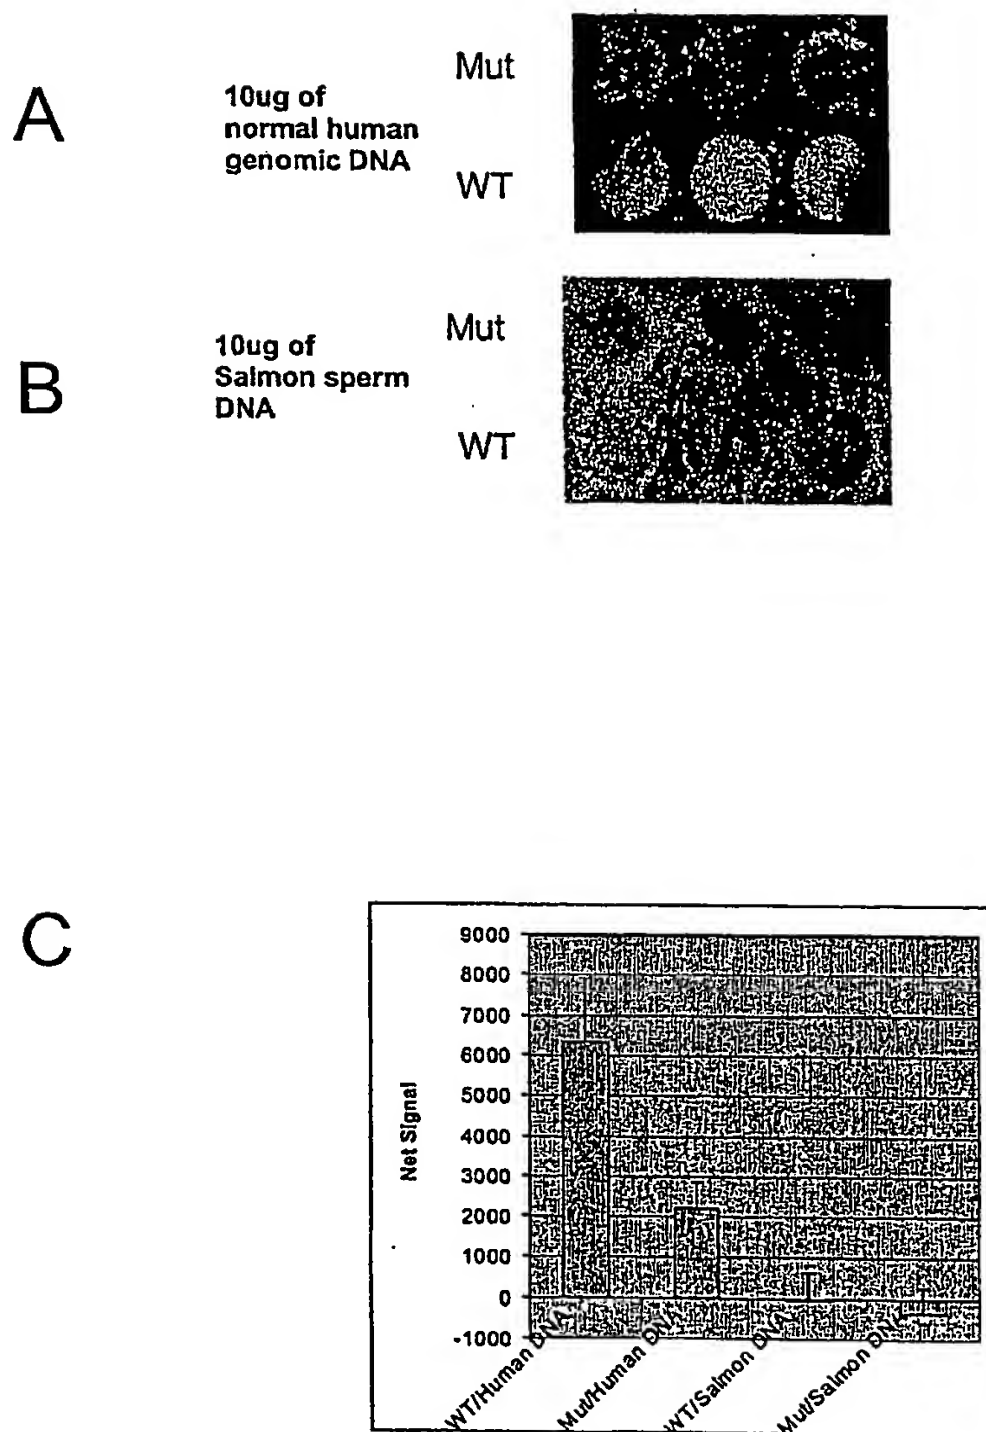 A
10ug of
normal human
genomic DNA
Mut
WT
B
10ug of
Salmon sperm
DNA
Mut
WT
C
Net Signal
9000
8000
7000
6000
5000
4000
3000
2000
1000
0
-1000
WT/Human DNA
Mut/Human DNA
WT/Salmon DNA
Mut/Salmon DNA